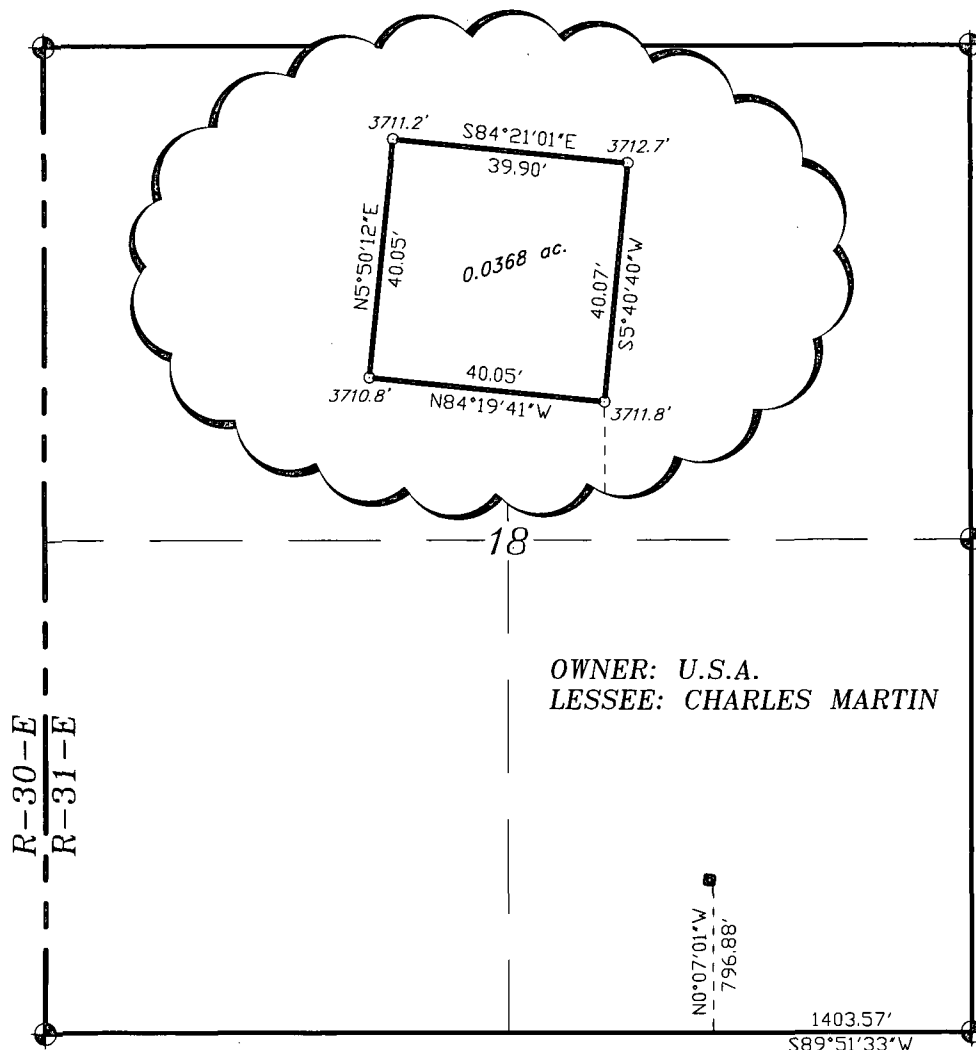 3711.2'
S84°21'01"E
3712.7'
39.90'
N5°50'12"E
40.05'
0.0368 ac.
40.07'
S5°40'40"W
40.05'
3710.8'
N84°19'41"W
3711.8'
18
OWNER: U.S.A.
LESSEE: CHARLES MARTIN
R-30-E
R-31-E
N0°07'01"W
796.88'
1403.57'
S89°51'33"W